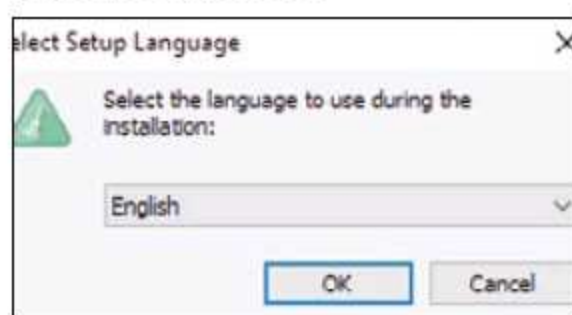 elect Setup Language
Select the language to use during the
installation:
English
OK
Cancel